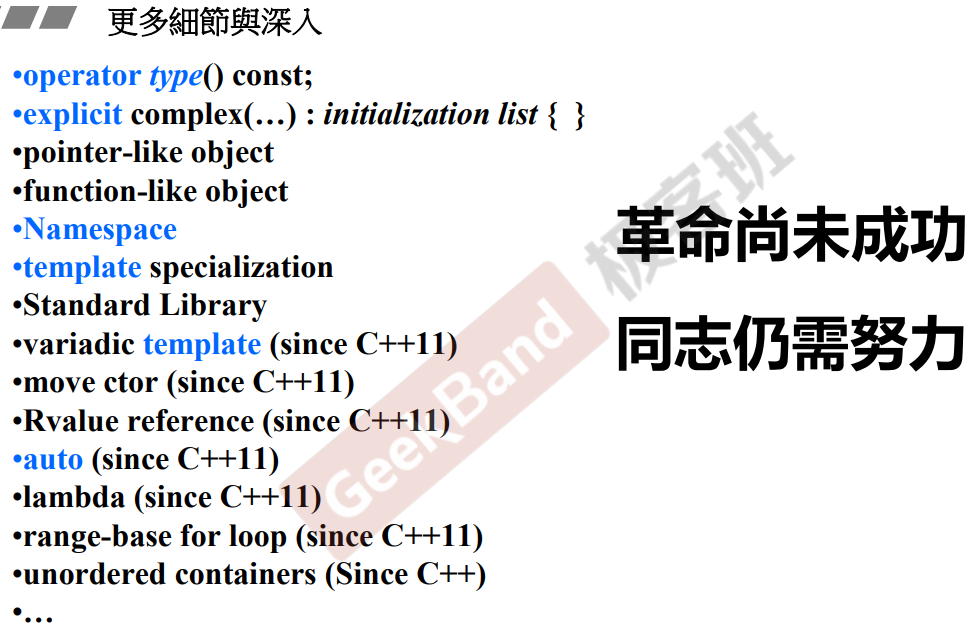 更多細節與深入
•operator type() const;
•explicit complex(…) : initialization list { }
•pointer-like object
•function-like object
•Namespace
•template specialization
•Standard Library
•variadic template (since C++11)
•move ctor (since C++11)
•Rvalue reference (since C++11)
•auto (since C++11)
•lambda (since C++11)
•range-base for loop (since C++11)
•unordered containers (Since C++)
•…
革命尚未成功
同志仍需努力
GeekBand
极客班